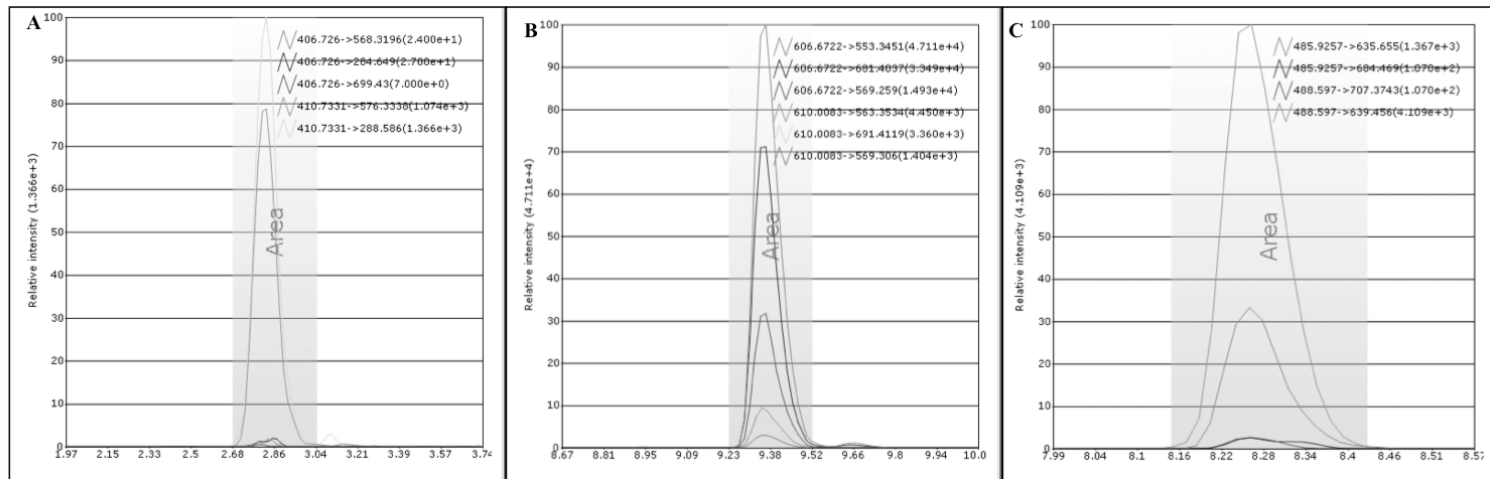 A
100
90
80
70
60
50
40
30
20
10
0
Relative intensity (1.366e+3)
406.726->568.3196(2.400e+1)
406.726->284.649(2.700e+1)
406.726->699.43(7.000e+0)
410.7331->576.3338(1.074e+3)
410.7331->288.586(1.366e+3)
Area
1.97 2.15 2.33 2.51 2.68 2.86 3.04 3.21 3.39 3.57 3.74
B
100
90
80
70
60
50
40
30
20
10
0
Relative intensity (4.711e+4)
606.6722->553.3451(4.711e+4)
606.6722->681.4037(3.349e+4)
606.6722->569.259(1.493e+4)
610.0083->563.3534(4.450e+3)
610.0083->691.4119(3.360e+3)
610.0083->569.306(1.404e+3)
Area
8.67 8.81 8.95 9.09 9.23 9.38 9.52 9.66 9.8 9.94 10.0
C
100
90
80
70
60
50
40
30
20
10
0
Relative intensity (4.109e+3)
485.9257->635.655(1.367e+3)
485.9257->684.469(1.070e+2)
488.597->707.3743(1.070e+2)
488.597->639.456(4.109e+3)
Area
7.99 8.04 8.1 8.16 8.22 8.28 8.34 8.4 8.46 8.51 8.57